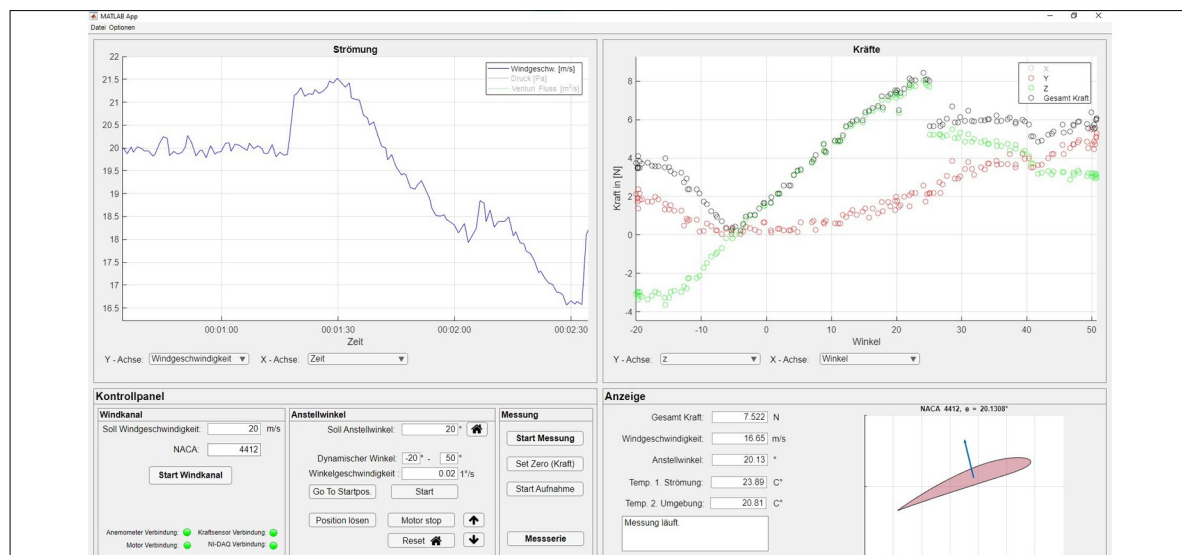 MATLAB App
Datei Optionen
Strömung
22
21.5
21
20.5
20
19.5
19
18.5
18
17.5
17
16.5
Windgeschw. [m/s]
Druck [Pa]
Venturi Fluss [m³/s]
00:01:00 00:01:30 00:02:00 00:02:30
Zeit
Y - Achse: Windgeschwindigkeit X - Achse: Zeit
Kräfte
Kraft in [N]
8
6
4
2
0
-2
-4
X
Y
Z
Gesamt Kraft
-20 -10 0 10 20 30 40 50
Winkel
Y - Achse: z X - Achse: Winkel
Kontrollpanel
Windkanal
Soll Windgeschwindigkeit: 20 m/s
NACA: 4412
Start Windkanal
Anemometer Verbindung: Kraftsensor Verbindung:
Motor Verbindung: NI-DAQ Verbindung:
Anstellwinkel
Soll Anstellwinkel: 20 °
Dynamischer Winkel: -20 ° - 50 °
Winkelgeschwindigkeit : 0.02 1°/s
Go To Startpos. Start
Position lösen Motor stop
Reset
Messung
Start Messung
Set Zero (Kraft)
Start Aufnahme
Messserie
Anzeige
Gesamt Kraft: 7.522 N
Windgeschwindigkeit: 16.65 m/s
Anstellwinkel: 20.13 °
Temp. 1. Strömung: 23.89 C°
Temp. 2. Umgebung: 20.81 C°
Messung läuft.
NACA 4412, α = 20.1308°